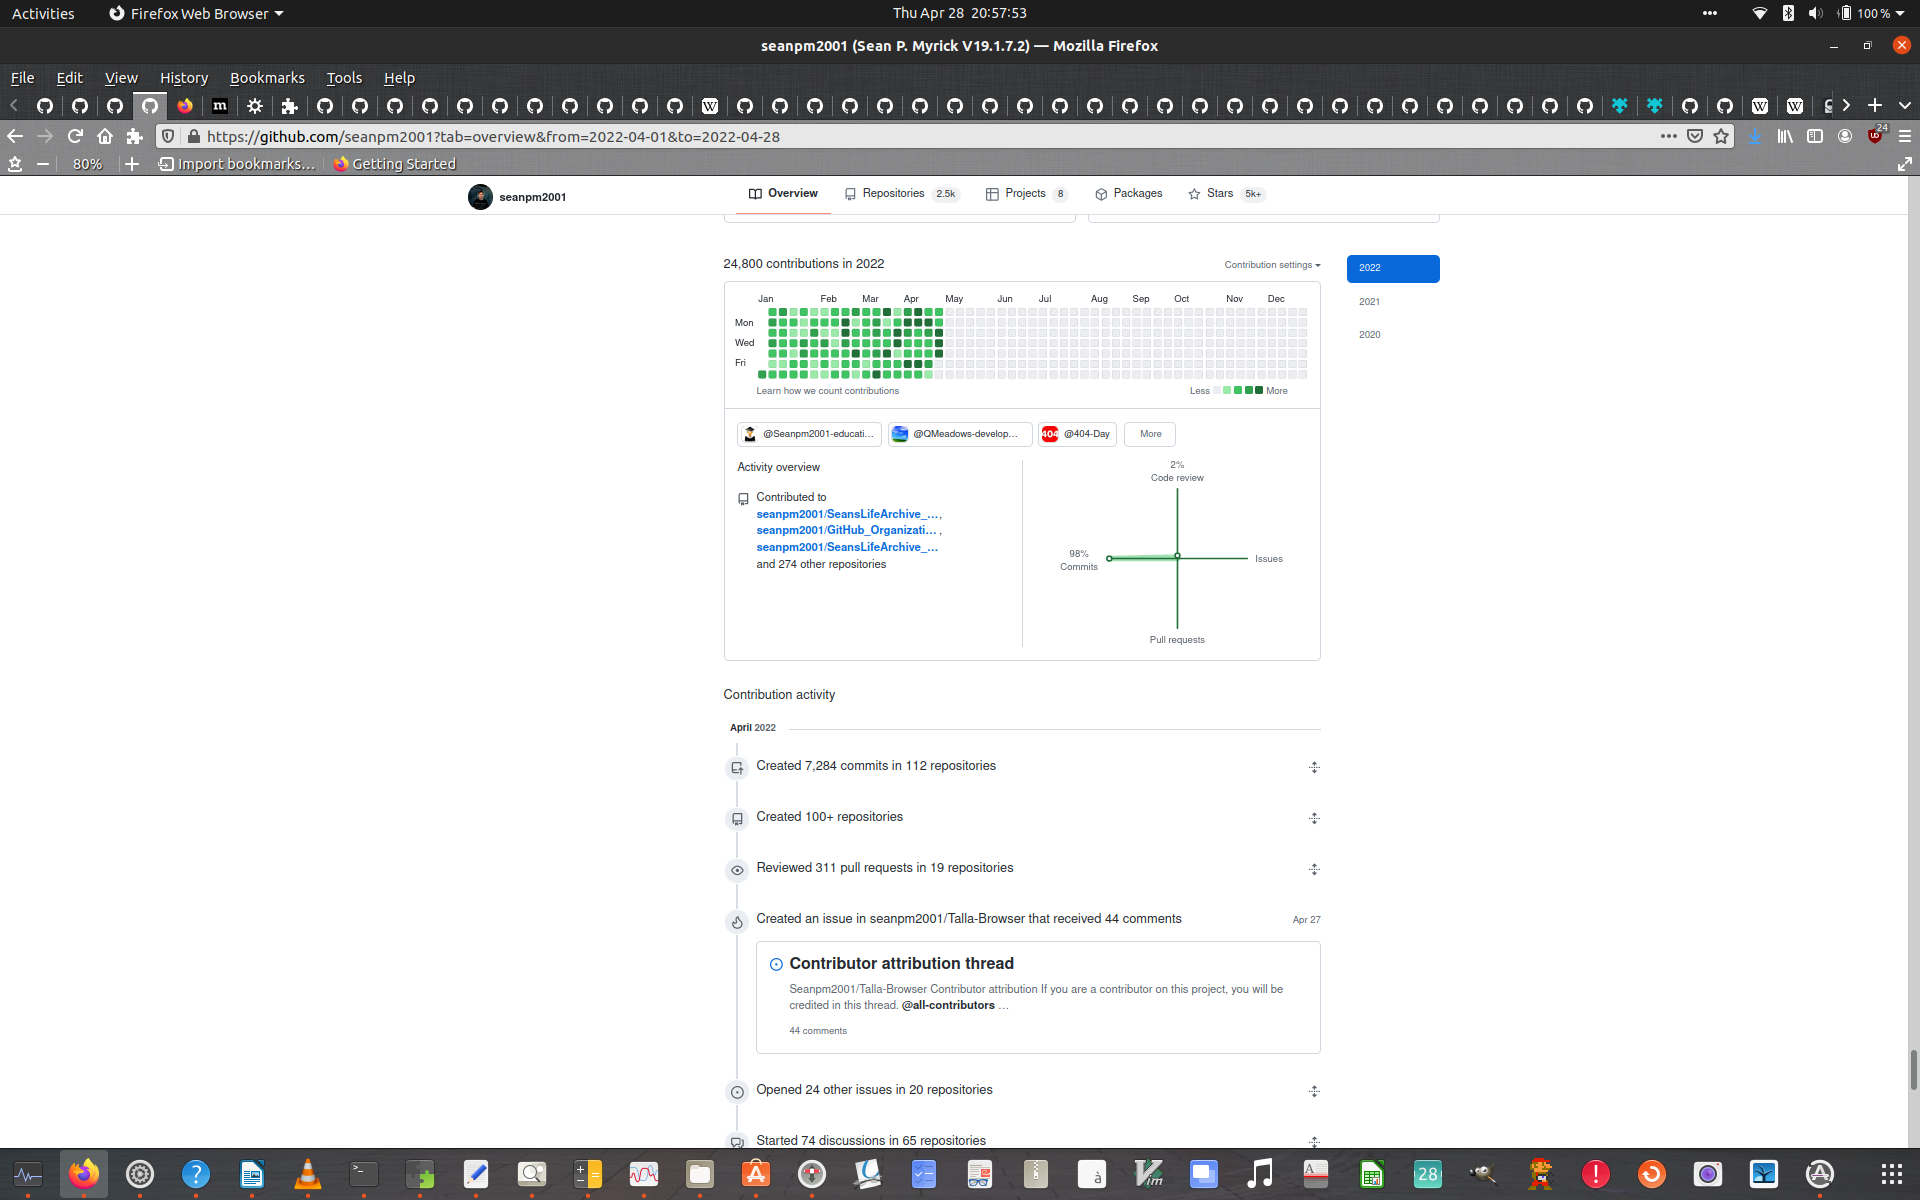 Activities
Firefox Web Browser
Thu Apr 28 20:57:53
100 %
seanpm2001 (Sean P. Myrick V19.1.7.2) — Mozilla Firefox
File Edit View History Bookmarks Tools Help
https://github.com/seanpm2001?tab=overview&from=2022-04-01&to=2022-04-28
24
80%
Import bookmarks...
Getting Started
seanpm2001
Overview
Repositories 2.5k
Projects 8
Packages
Stars 5k+
24,800 contributions in 2022
Contribution settings
2022
2021
2020
Jan Feb Mar Apr May Jun Jul Aug Sep Oct Nov Dec
Mon
Wed
Fri
Learn how we count contributions
Less More
@Seanpm2001-educati...
@QMeadows-develop...
404 @404-Day
More
Activity overview
Contributed to
seanpm2001/SeansLifeArchive_... ,
seanpm2001/GitHub_Organizati... ,
seanpm2001/SeansLifeArchive_...
and 274 other repositories
2%
Code review
98%
Commits
Issues
Pull requests
Contribution activity
April 2022
Created 7,284 commits in 112 repositories
Created 100+ repositories
Reviewed 311 pull requests in 19 repositories
Created an issue in seanpm2001/Talla-Browser that received 44 comments
Apr 27
Contributor attribution thread
Seanpm2001/Talla-Browser Contributor attribution If you are a contributor on this project, you will be
credited in this thread. @all-contributors ...
44 comments
Opened 24 other issues in 20 repositories
Started 74 discussions in 65 repositories
28